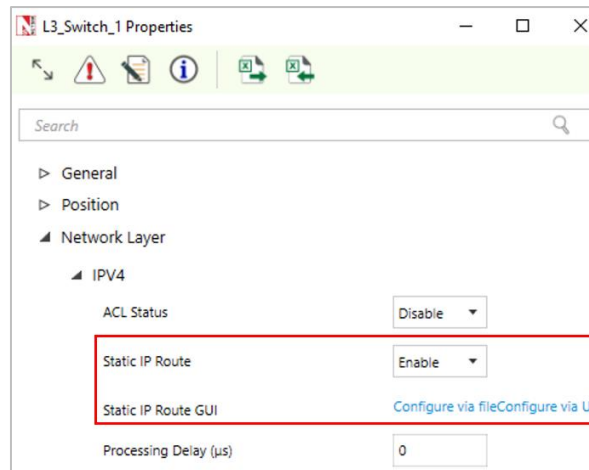 L3_Switch_1 Properties
Search
General
Position
Network Layer
IPV4
ACL Status Disable
Static IP Route Enable
Static IP Route GUI Configure via fileConfigure via U
Processing Delay (µs) 0